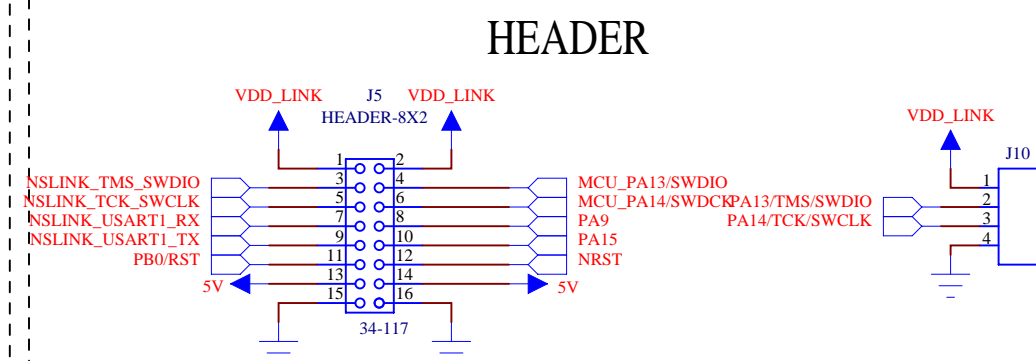 HEADER
VDD_LINK J5 VDD_LINK
HEADER-8X2
VDD_LINK
J10
1 2
NSLINK_TMS_SWDIO 3 4 MCU_PA13/SWDIO
NSLINK_TCK_SWCLK 5 6 MCU_PA14/SWDCK
NSLINK_USART1_RX 7 8 PA9
NSLINK_USART1_TX 9 10 PA15
PB0/RST 11 12 NRST
5V 13 14 5V
15 16
34-117
1
PA13/TMS/SWDIO 2
PA14/TCK/SWCLK 3
4